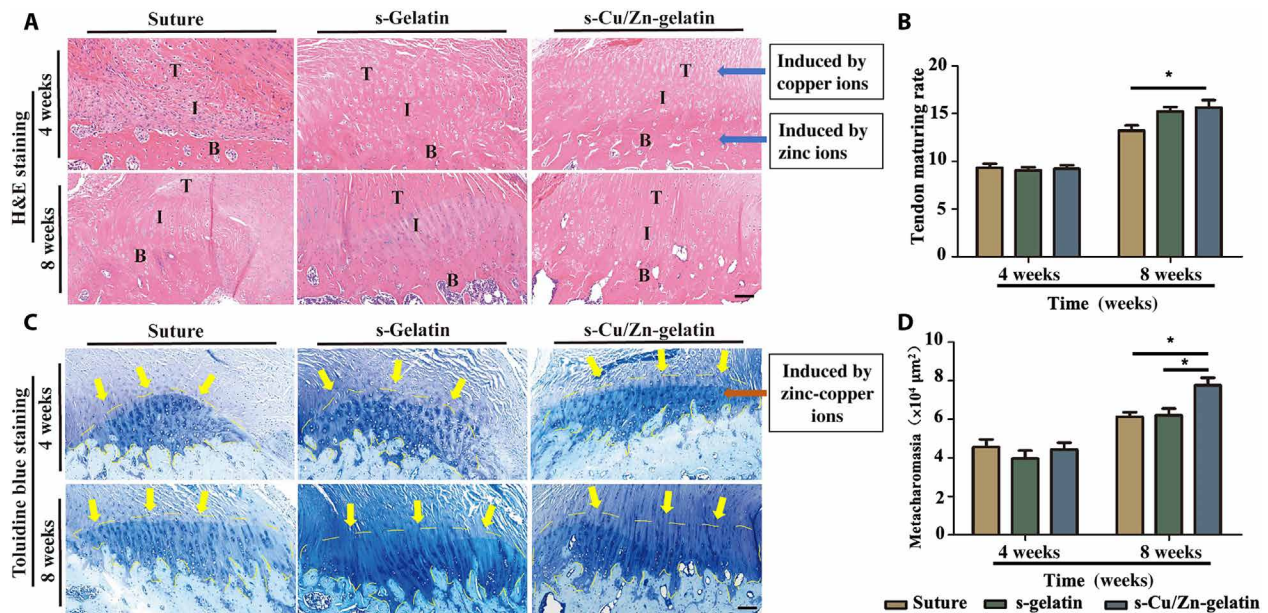 A
Suture
s-Gelatin
s-Cu/Zn-gelatin
H&E staining
4 weeks
8 weeks
T
I
B
T
I
B
T
I
B
T
I
B
T
I
B
T
I
B
Induced by
copper ions
Induced by
zinc ions
B
Tendon maturing rate
20
15
10
5
0
*
4 weeks
8 weeks
Time (weeks)
C
Suture
s-Gelatin
s-Cu/Zn-gelatin
Toluidine blue staining
4 weeks
8 weeks
Induced by
zinc-copper
ions
D
Metacharomasia (×10⁴ μm²)
10
8
6
4
2
0
*
*
4 weeks
8 weeks
Time (weeks)
Suture
s-gelatin
s-Cu/Zn-gelatin